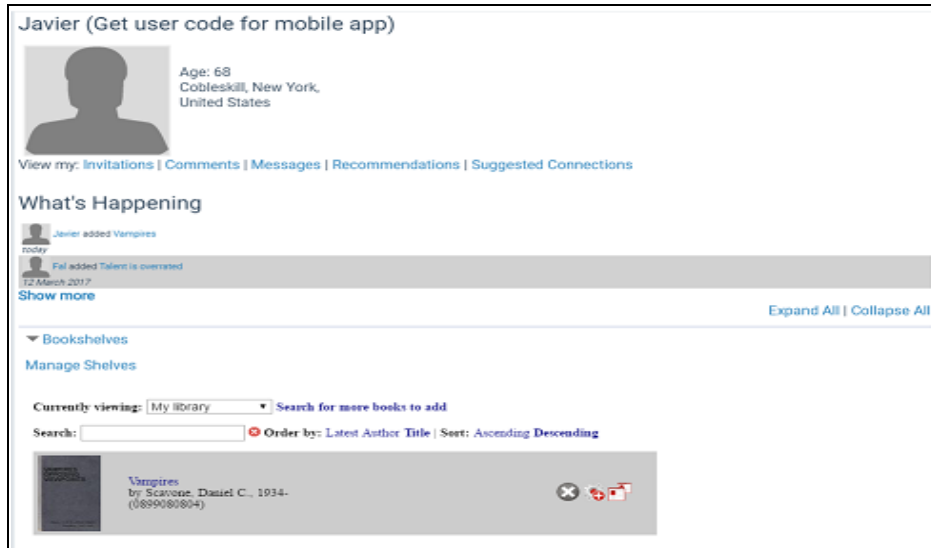 Javier (Get user code for mobile app)
Age: 68
Cobleskill, New York,
United States
View my: Invitations | Comments | Messages | Recommendations | Suggested Connections
What's Happening
Javier added Vampires
today
Fal added Talent is overrated
12 March 2017
Show more
Expand All | Collapse All
Bookshelves
Manage Shelves
Currently viewing: My library Search for more books to add
Search: Order by: Latest Author Title | Sort: Ascending Descending
Vampires
by Scavone, Daniel C., 1934-
(0899080804)